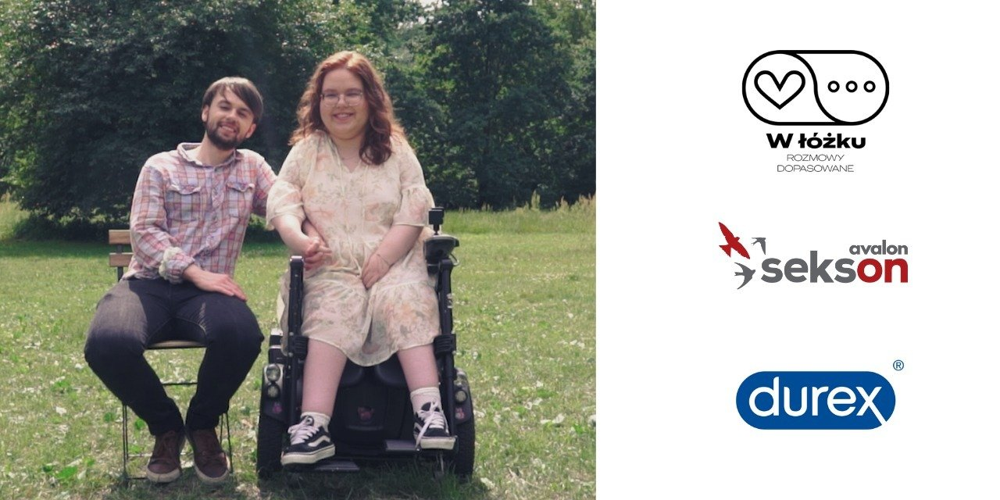 W łóżku
ROZMOWY
DOPASOWANE
avalon
sekson
durex®